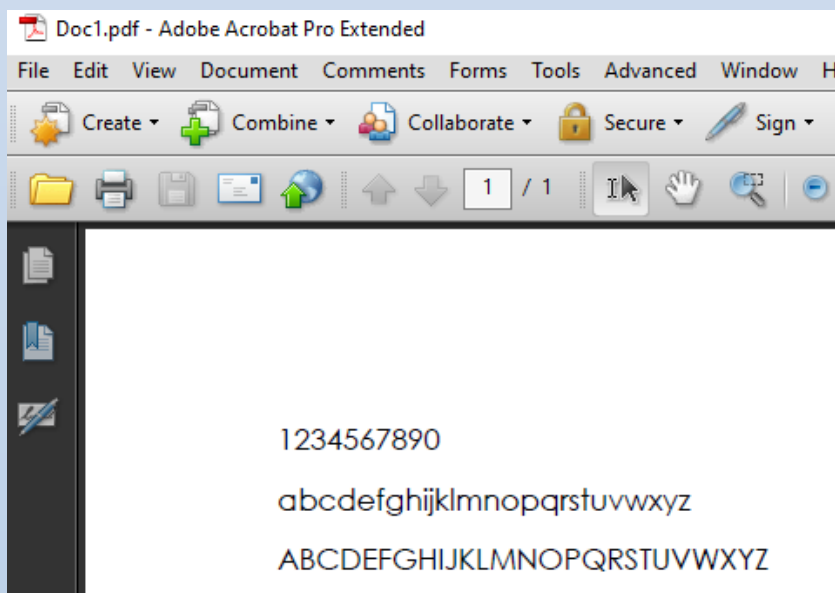 Doc1.pdf - Adobe Acrobat Pro Extended
File Edit View Document Comments Forms Tools Advanced Window H
Create Combine Collaborate Secure Sign
1 / 1
1234567890
abcdefghijklmnopqrstuvwxyz
ABCDEFGHIJKLMNOPQRSTUVWXYZ